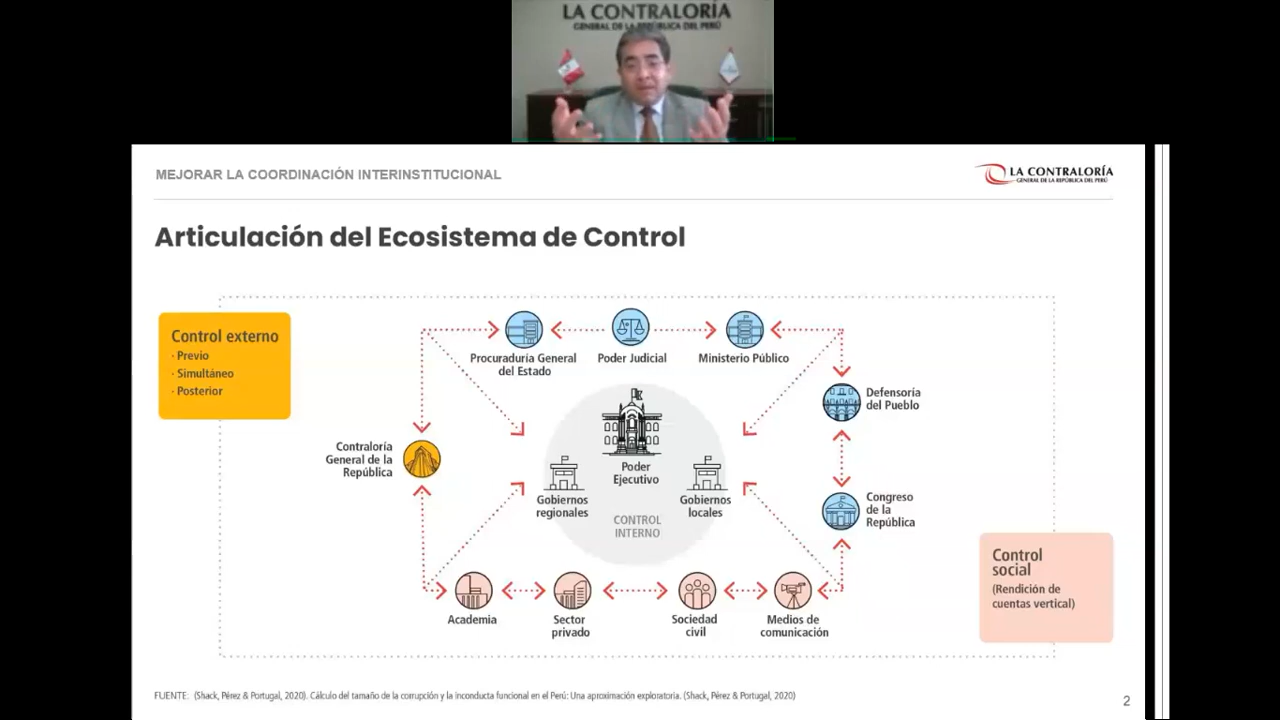 LA CONTRALORÍA
GENERAL DE LA REPÚBLICA DEL PERÚ
MEJORAR LA COORDINACIÓN INTERINSTITUCIONAL
LA CONTRALORÍA
GENERAL DE LA REPÚBLICA DEL PERÚ
Articulación del Ecosistema de Control
Control externo
· Previo
· Simultáneo
· Posterior
Procuraduría General
del Estado
Poder Judicial
Ministerio Público
Defensoría
del Pueblo
Contraloría
General de la
República
Poder
Ejecutivo
Gobiernos
regionales
Gobiernos
locales
CONTROL
INTERNO
Congreso
de la
República
Control
social
(Rendición de
cuentas vertical)
Academia
Sector
privado
Sociedad
civil
Medios de
comunicación
FUENTE: (Shack, Pérez & Portugal, 2020). Cálculo del tamaño de la corrupción y la inconducta funcional en el Perú: Una aproximación exploratoria. (Shack, Pérez & Portugal, 2020)
2